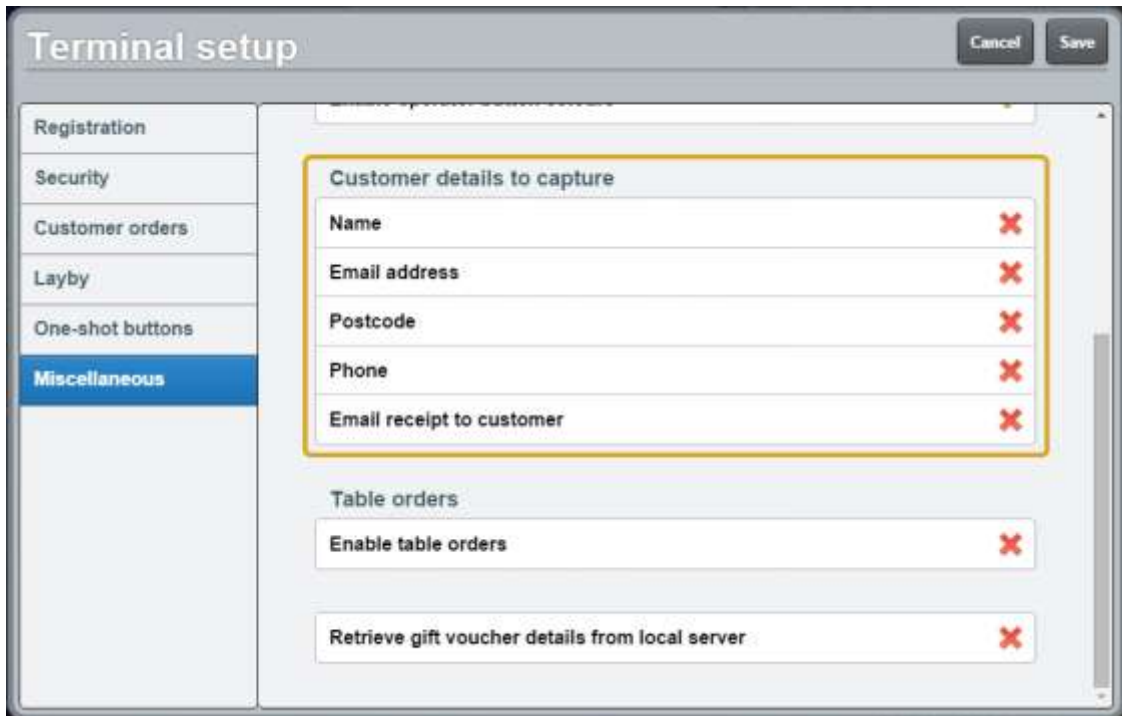 Terminal setup
Cancel
Save
Registration
Security
Customer orders
Layby
One-shot buttons
Miscellaneous
Customer details to capture
Name
Email address
Postcode
Phone
Email receipt to customer
Table orders
Enable table orders
Retrieve gift voucher details from local server